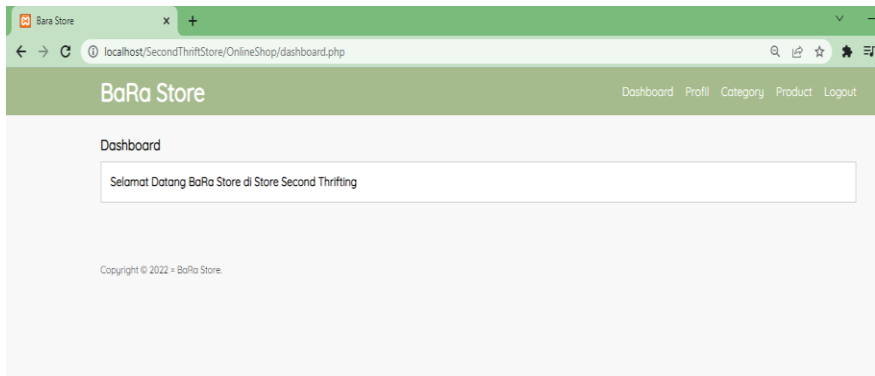 Bara Store
localhost/SecondThriftStore/OnlineShop/dashboard.php
BaRa Store
Dashboard Profil Category Product Logout
Dashboard
Selamat Datang BaRa Store di Store Second Thrifting
Copyright © 2022 = BaRa Store.